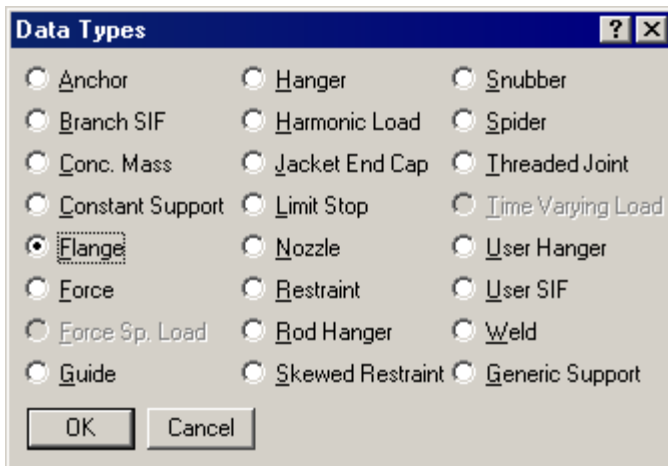 Data Types
Anchor
Branch SIF
Conc. Mass
Constant Support
Flange
Force
Force Sp. Load
Guide
Hanger
Harmonic Load
Jacket End Cap
Limit Stop
Nozzle
Restraint
Rod Hanger
Skewed Restraint
Snubber
Spider
Threaded Joint
Time Varying Load
User Hanger
User SIF
Weld
Generic Support
OK Cancel